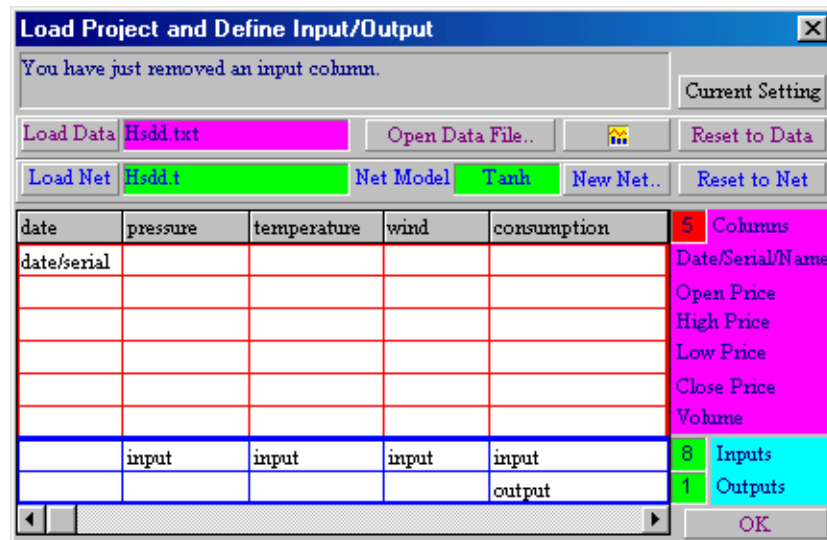 Load Project and Define Input/Output
You have just removed an input column.
Current Setting
Load Data Hsdd.txt Open Data File.. Reset to Data
Load Net Hsdd.t Net Model Tanh New Net.. Reset to Net
date pressure temperature wind consumption 5 Columns
date/serial Date/Serial/Name
Open Price
High Price
Low Price
Close Price
Volume
input input input input 8 Inputs
output 1 Outputs
OK